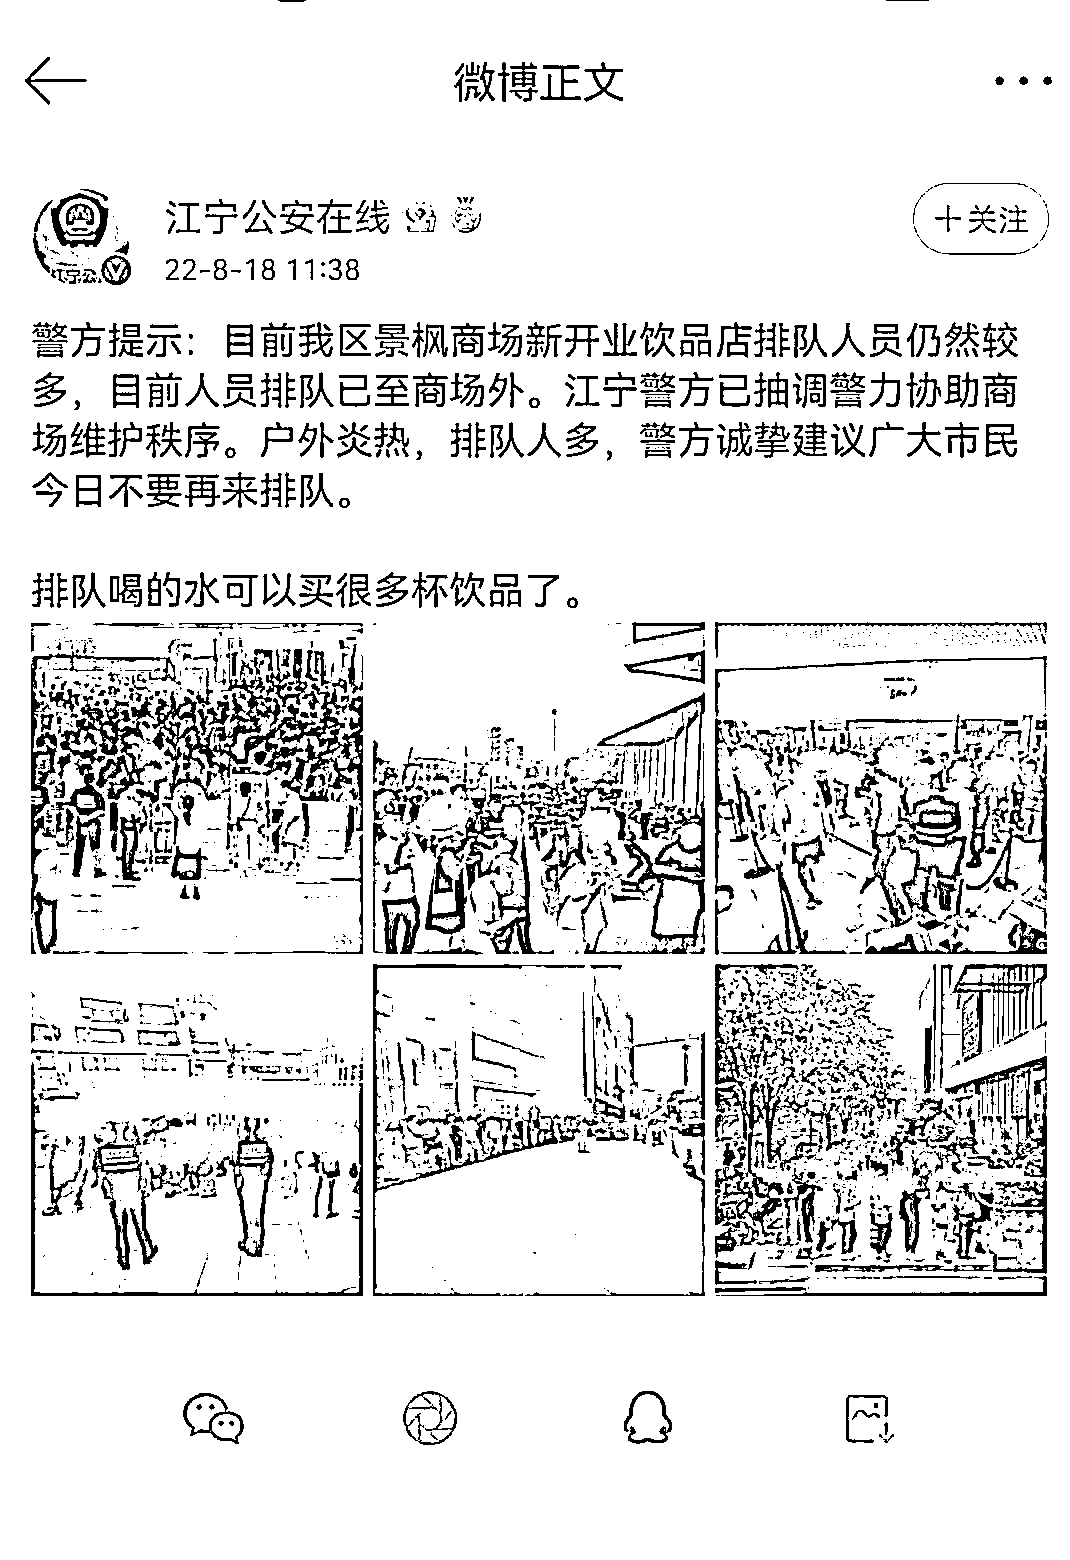 微博正文
江宁公安在线
+关注
22-8-18 11:38
警方提示：目前我区景枫商场新开业饮品店排队人员仍然较
多，目前人员排队已至商场外。江宁警方已抽调警力协助商
场维护秩序。户外炎热，排队人多，警方诚挚建议广大市民
今日不要再来排队。
排队喝的水可以买很多杯饮品了。